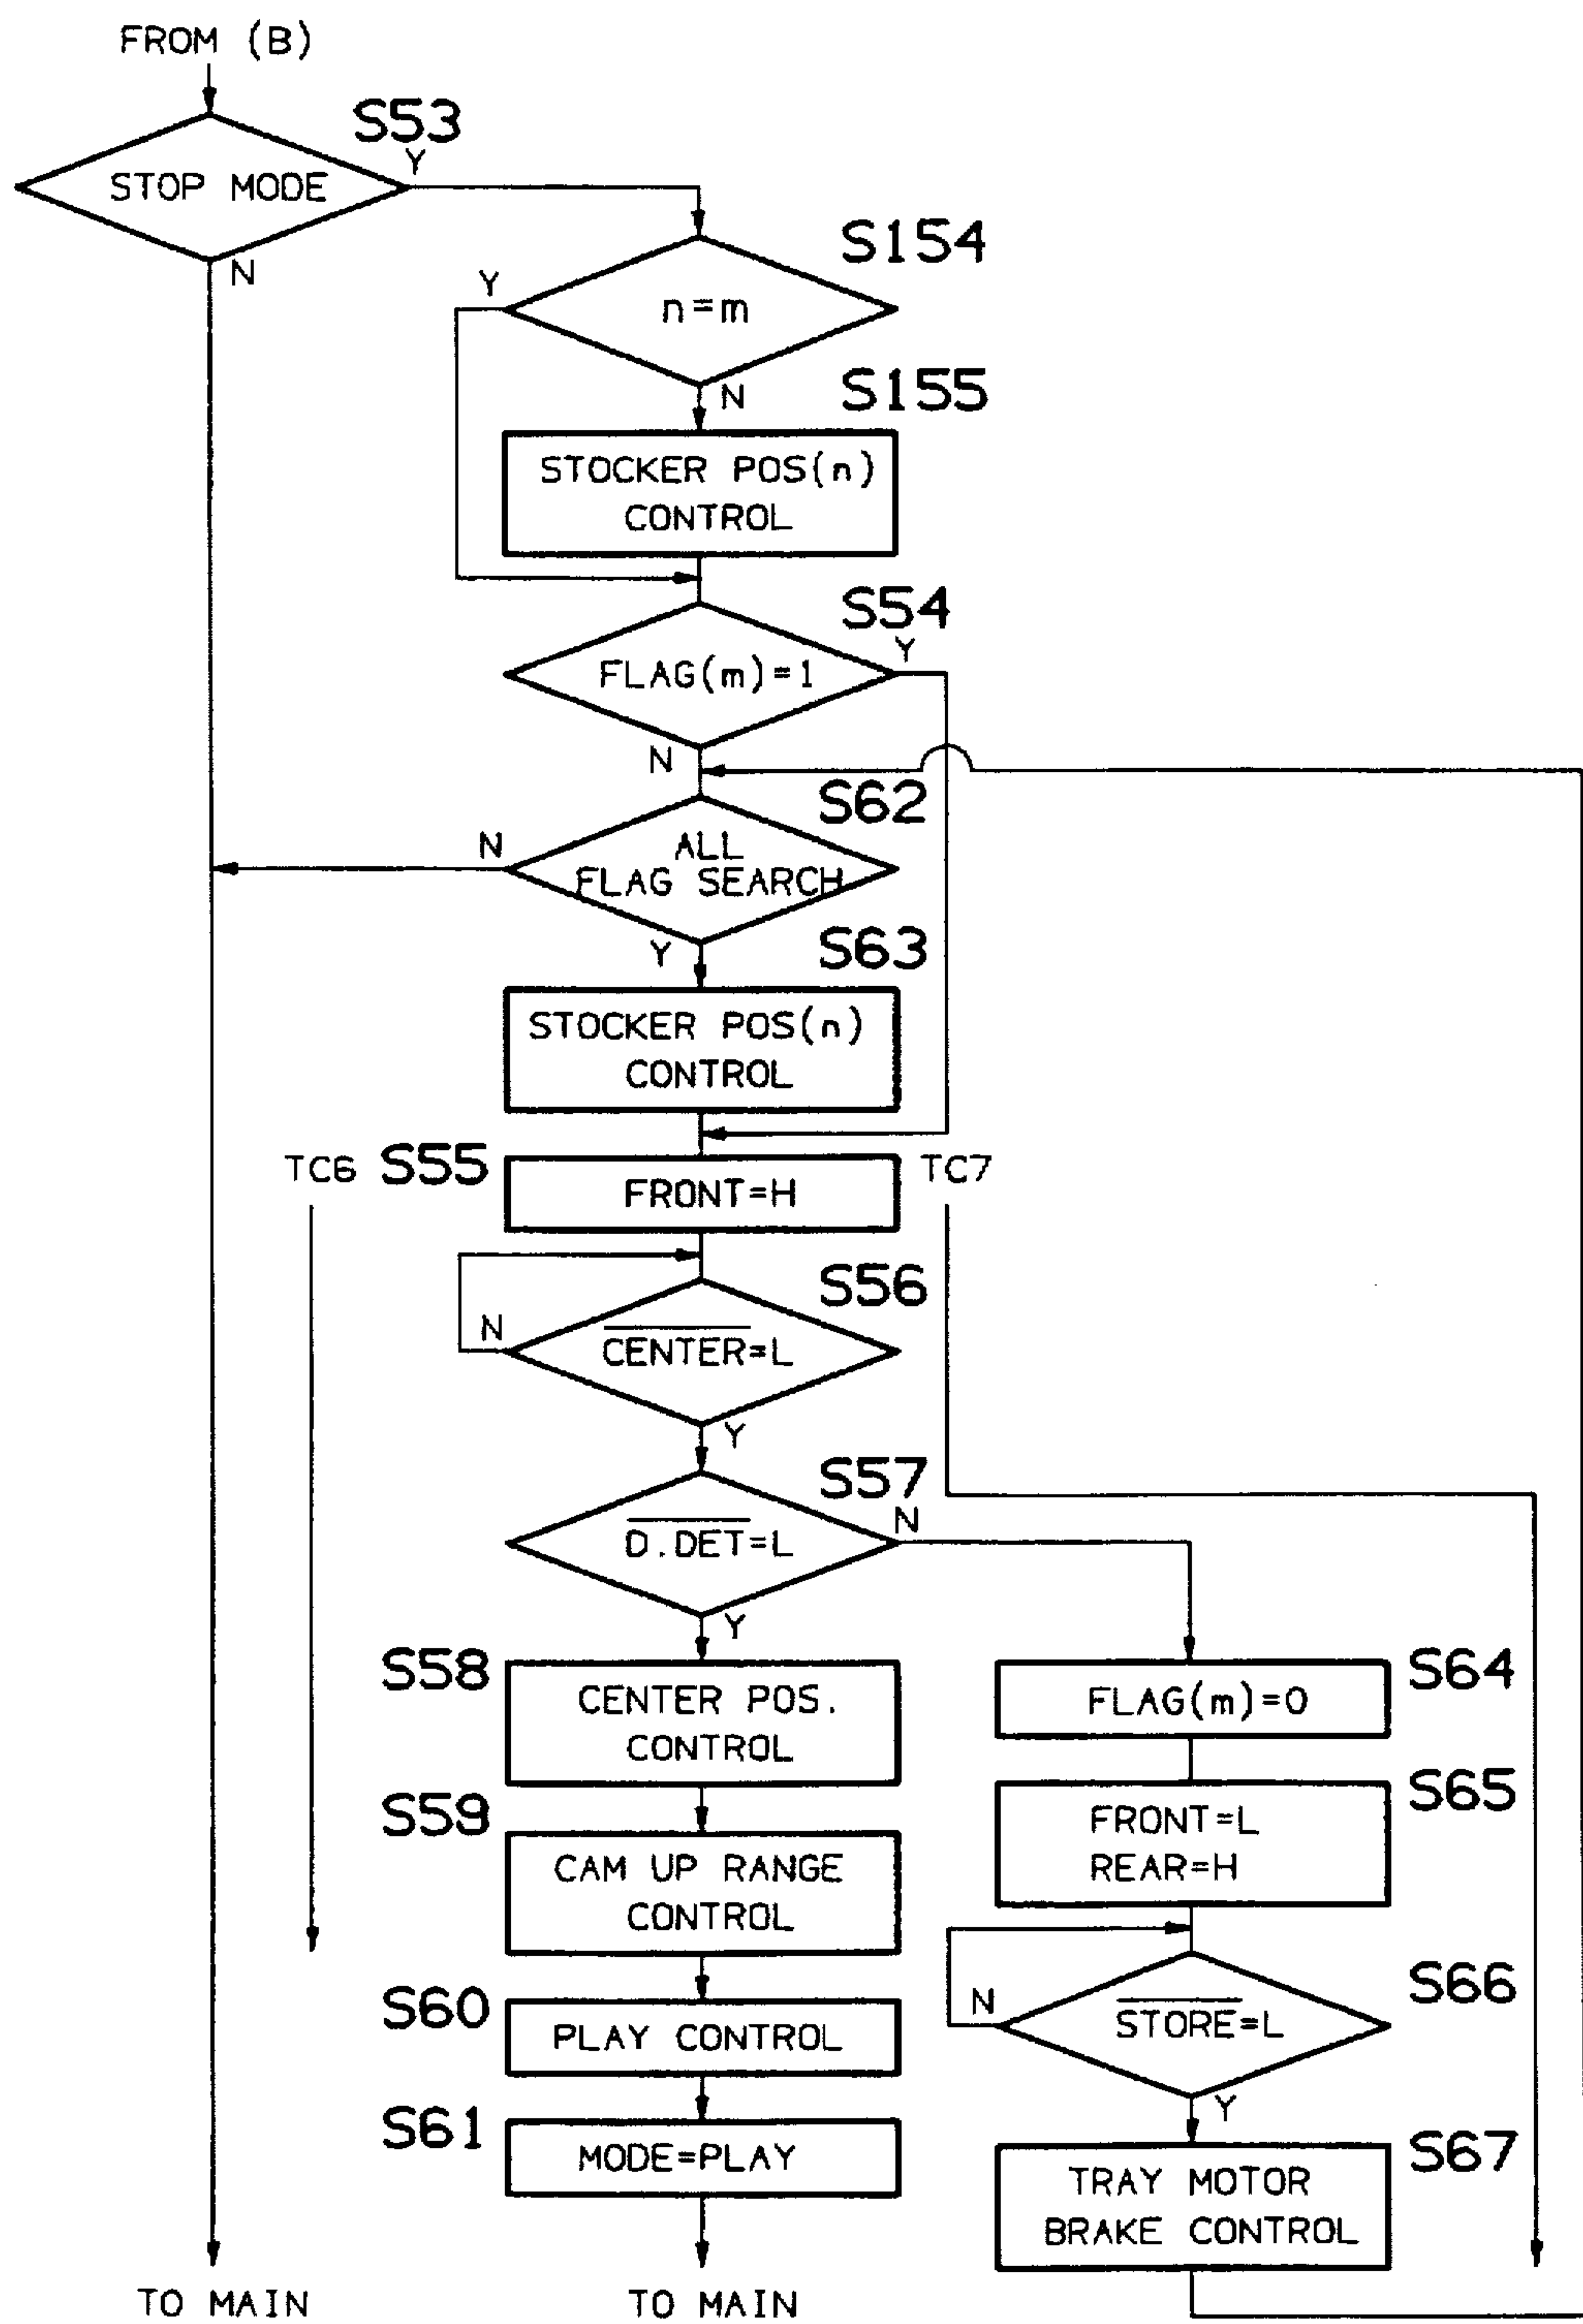 FROM (B)
S53
Y
STOP MODE
N
S154
Y
n=m
N
S155
STOCKER POS(n)
CONTROL
S54
Y
FLAG(m)=1
N
S62
N
ALL
FLAG SEARCH
Y
S63
STOCKER POS(n)
CONTROL
TC6
S55
FRONT=H
TC7
S56
N
C̅E̅N̅T̅E̅R̅=L
Y
S57
N
D̅.̅D̅E̅T̅=L
Y
S58
CENTER POS.
CONTROL
S64
FLAG(m)=0
S59
CAM UP RANGE
CONTROL
S65
FRONT=L
REAR=H
S60
PLAY CONTROL
S66
N
S̅T̅O̅R̅E̅=L
Y
S61
MODE=PLAY
S67
TRAY MOTOR
BRAKE CONTROL
TO MAIN
TO MAIN